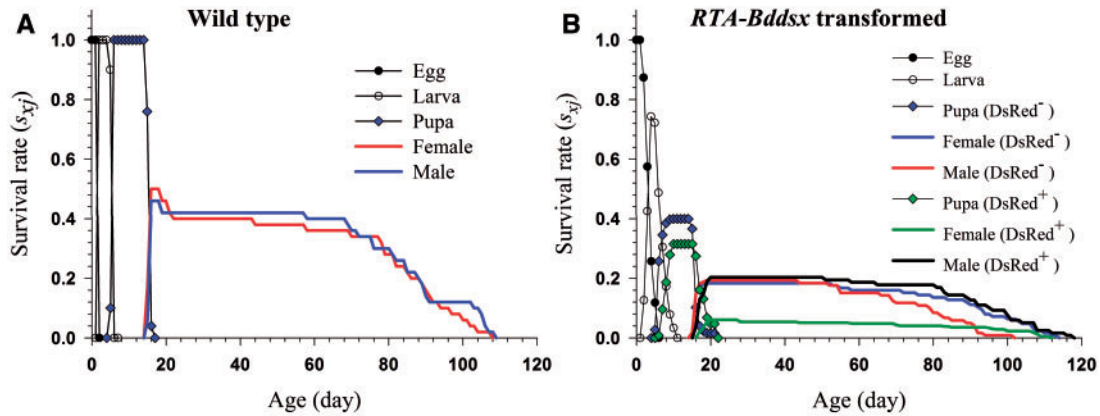 A Wild type
1.0
0.8
0.6
0.4
0.2
0.0
Survival rate (sxj)
Egg
Larva
Pupa
Female
Male
0 20 40 60 80 100 120
Age (day)
B RTA-Bddsx transformed
1.0
0.8
0.6
0.4
0.2
0.0
Survival rate (sxj)
Egg
Larva
Pupa (DsRed-)
Female (DsRed-)
Male (DsRed-)
Pupa (DsRed+)
Female (DsRed+)
Male (DsRed+)
0 20 40 60 80 100 120
Age (day)